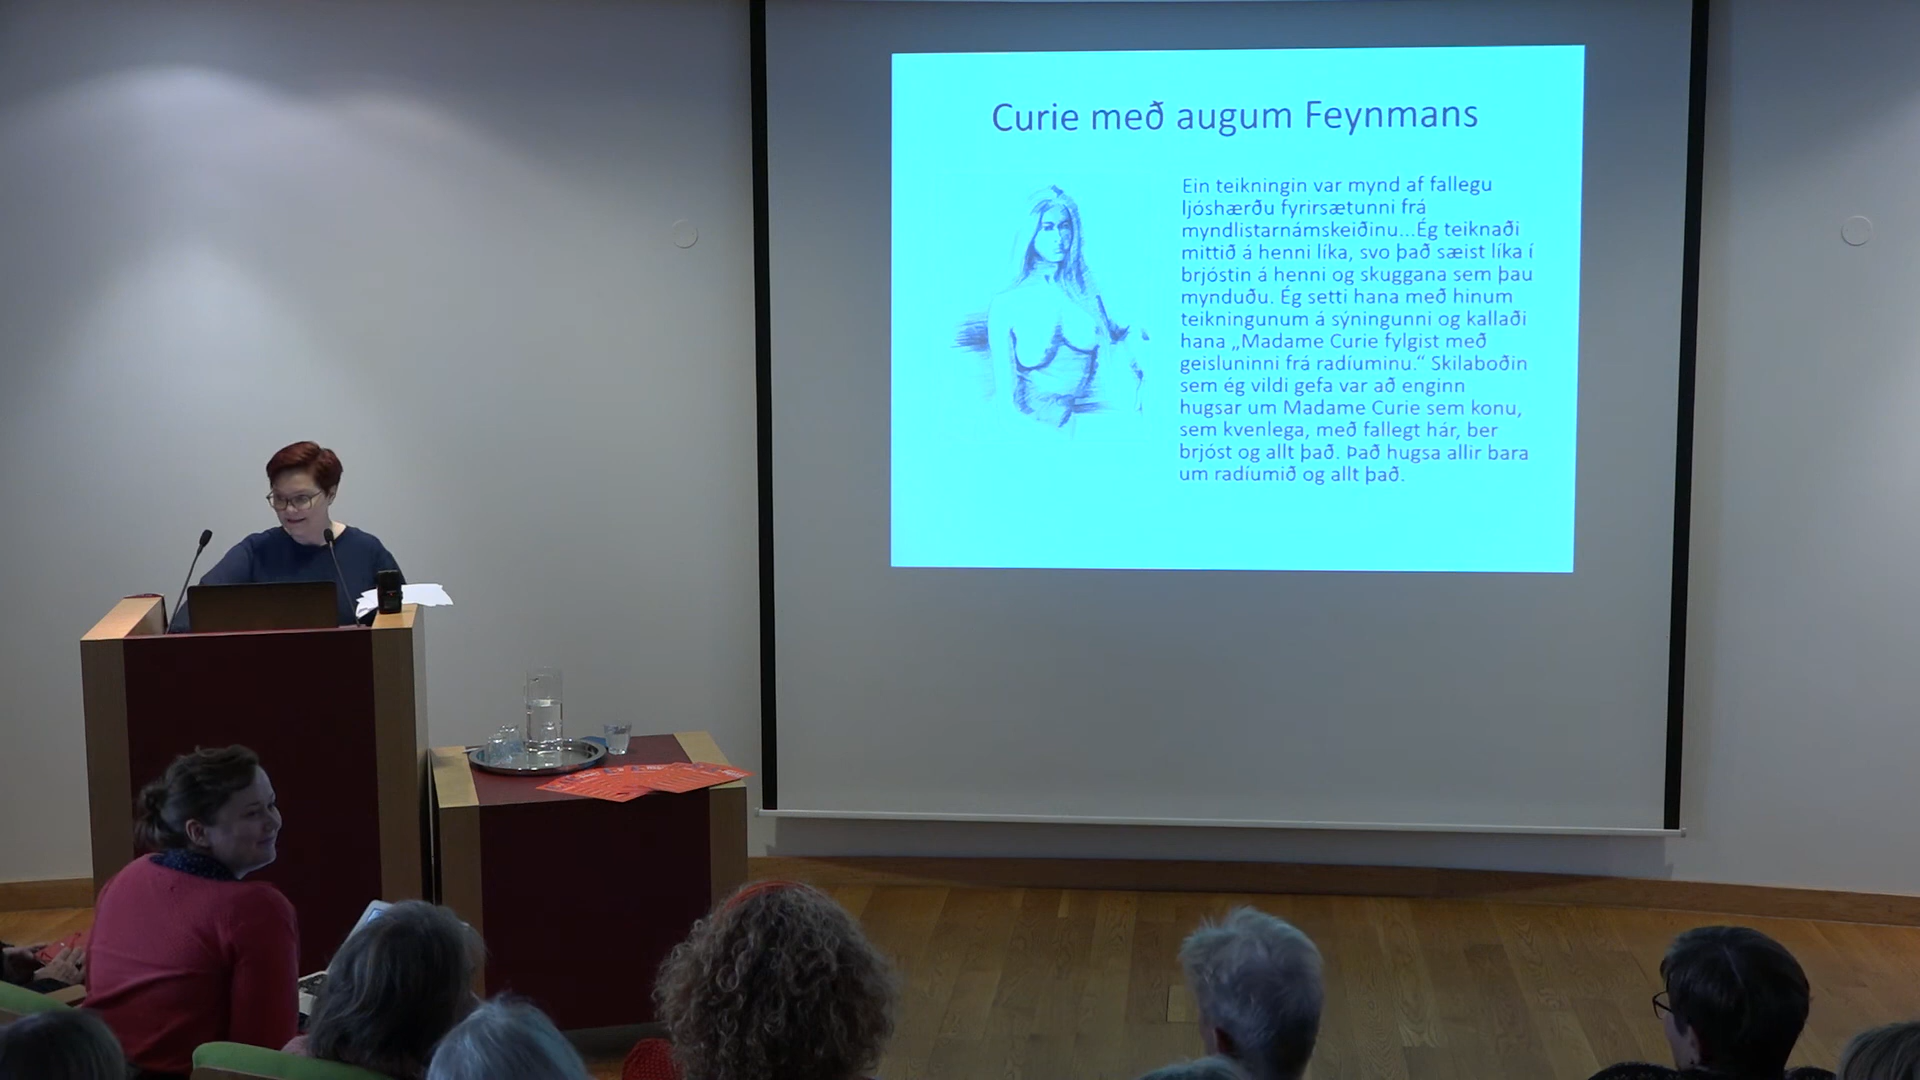 Curie með augum Feynmans
Ein teikningin var mynd af fallegu
ljóshærðu fyrirsætunni frá
myndlistarnámskeiðinu...Ég teiknaði
mittið á henni líka, svo það sæist líka í
brjóstin á henni og skuggana sem þau
mynduðu. Ég setti hana með hinum
teikningunum á sýningunni og kallaði
hana „Madame Curie fylgist með
geisluninni frá radíuminu.“ Skilaboðin
sem ég vildi gefa var að enginn
hugsar um Madame Curie sem konu,
sem kvenlega, með fallegt hár, ber
brjóst og allt það. Það hugsa allir bara
um radíumið og allt það.